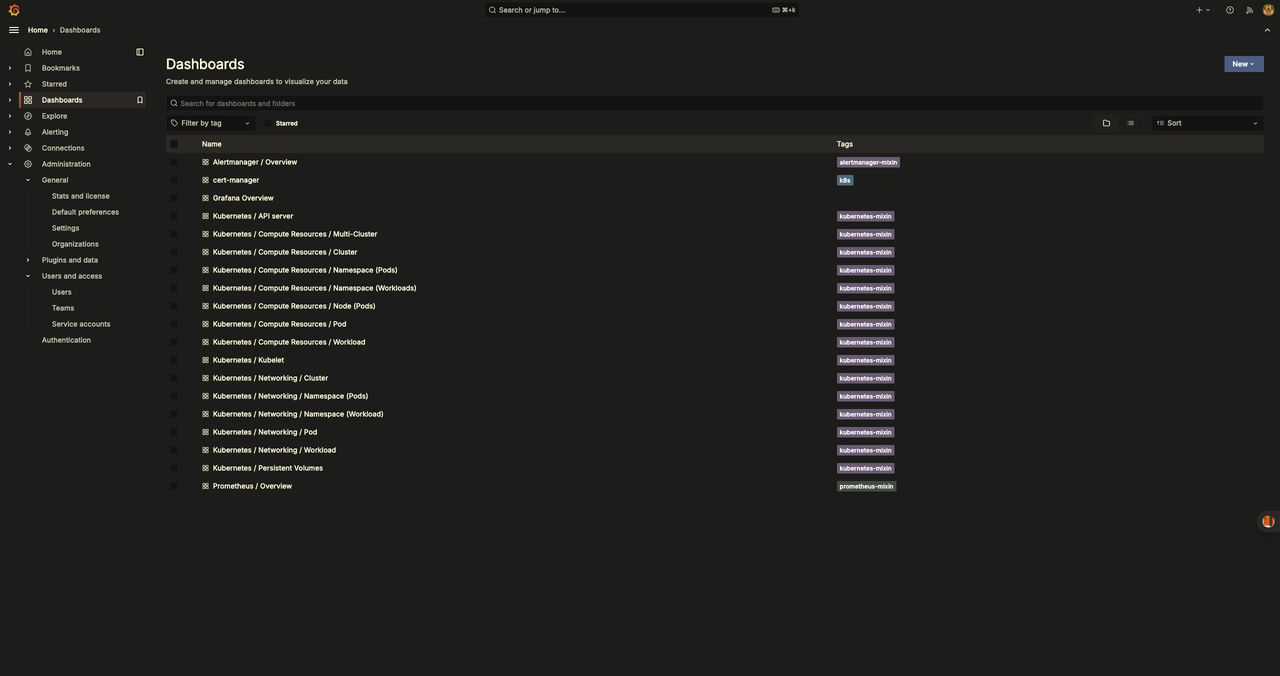 Search or jump to... ⌘+k
Home › Dashboards
Home
Bookmarks
Starred
Dashboards
Explore
Alerting
Connections
Administration
General
Stats and license
Default preferences
Settings
Organizations
Plugins and data
Users and access
Users
Teams
Service accounts
Authentication
Dashboards
New
Create and manage dashboards to visualize your data
Search for dashboards and folders
Filter by tag Starred Sort
Name Tags
Alertmanager / Overview alertmanager-mixin
cert-manager k8s
Grafana Overview
Kubernetes / API server kubernetes-mixin
Kubernetes / Compute Resources / Multi-Cluster kubernetes-mixin
Kubernetes / Compute Resources / Cluster kubernetes-mixin
Kubernetes / Compute Resources / Namespace (Pods) kubernetes-mixin
Kubernetes / Compute Resources / Namespace (Workloads) kubernetes-mixin
Kubernetes / Compute Resources / Node (Pods) kubernetes-mixin
Kubernetes / Compute Resources / Pod kubernetes-mixin
Kubernetes / Compute Resources / Workload kubernetes-mixin
Kubernetes / Kubelet kubernetes-mixin
Kubernetes / Networking / Cluster kubernetes-mixin
Kubernetes / Networking / Namespace (Pods) kubernetes-mixin
Kubernetes / Networking / Namespace (Workload) kubernetes-mixin
Kubernetes / Networking / Pod kubernetes-mixin
Kubernetes / Networking / Workload kubernetes-mixin
Kubernetes / Persistent Volumes kubernetes-mixin
Prometheus / Overview prometheus-mixin